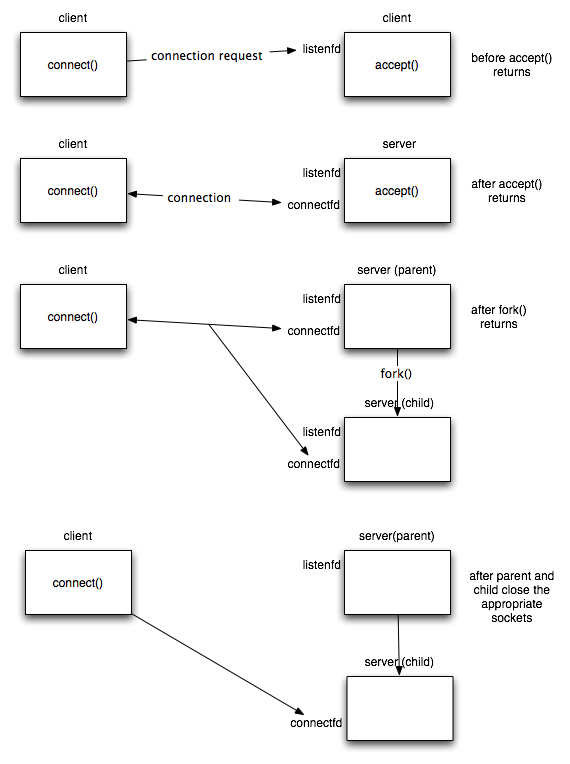 client
client
connect()
connection request
listenfd
accept()
before accept()
returns
client
server
connect()
connection
listenfd
connectfd
accept()
after accept()
returns
client
server (parent)
connect()
listenfd
connectfd
after fork()
returns
fork()
server (child)
listenfd
connectfd
client
server(parent)
connect()
listenfd
after parent and
child close the
appropriate
sockets
server (child)
connectfd